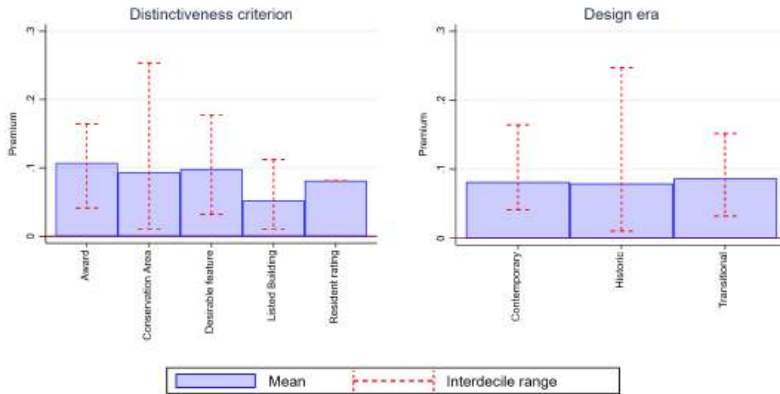 Distinctiveness criterion
Design era
Premium
.3
.2
.1
0
Award
Conservation Area
Desirable feature
Listed Building
Resident rating
Premium
.3
.2
.1
0
Contemporary
Historic
Transitional
Mean
Interdecile range